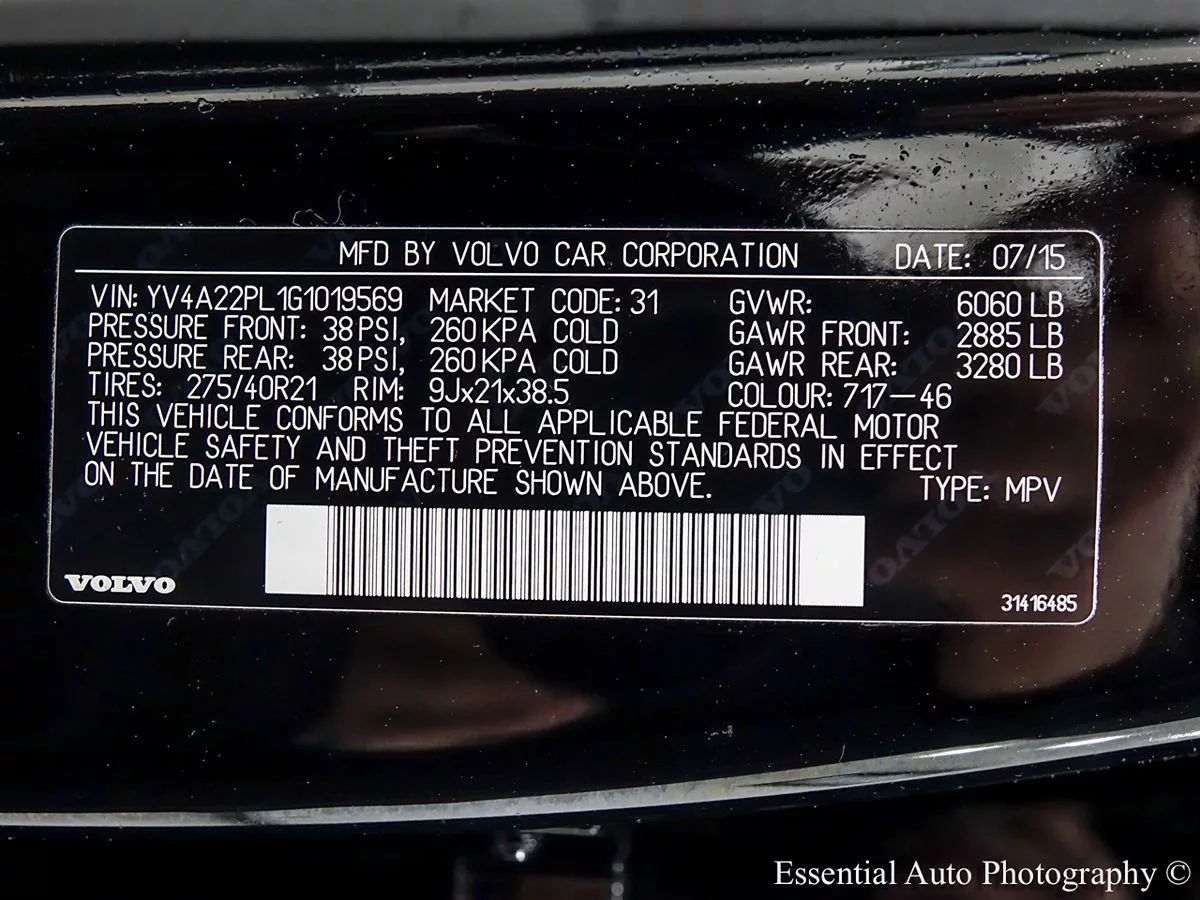 MFD BY VOLVO CAR CORPORATION DATE: 07/15
VIN: YV4A22PL1G1019569 MARKET CODE: 31 GVWR: 6060 LB
PRESSURE FRONT: 38 PSI, 260 KPA COLD GAWR FRONT: 2885 LB
PRESSURE REAR: 38 PSI, 260 KPA COLD GAWR REAR: 3280 LB
TIRES: 275/40R21 RIM: 9Jx21x38.5 COLOUR: 717-46
THIS VEHICLE CONFORMS TO ALL APPLICABLE FEDERAL MOTOR
VEHICLE SAFETY AND THEFT PREVENTION STANDARDS IN EFFECT
ON THE DATE OF MANUFACTURE SHOWN ABOVE. TYPE: MPV
VOLVO
31416485
Essential Auto Photography ©